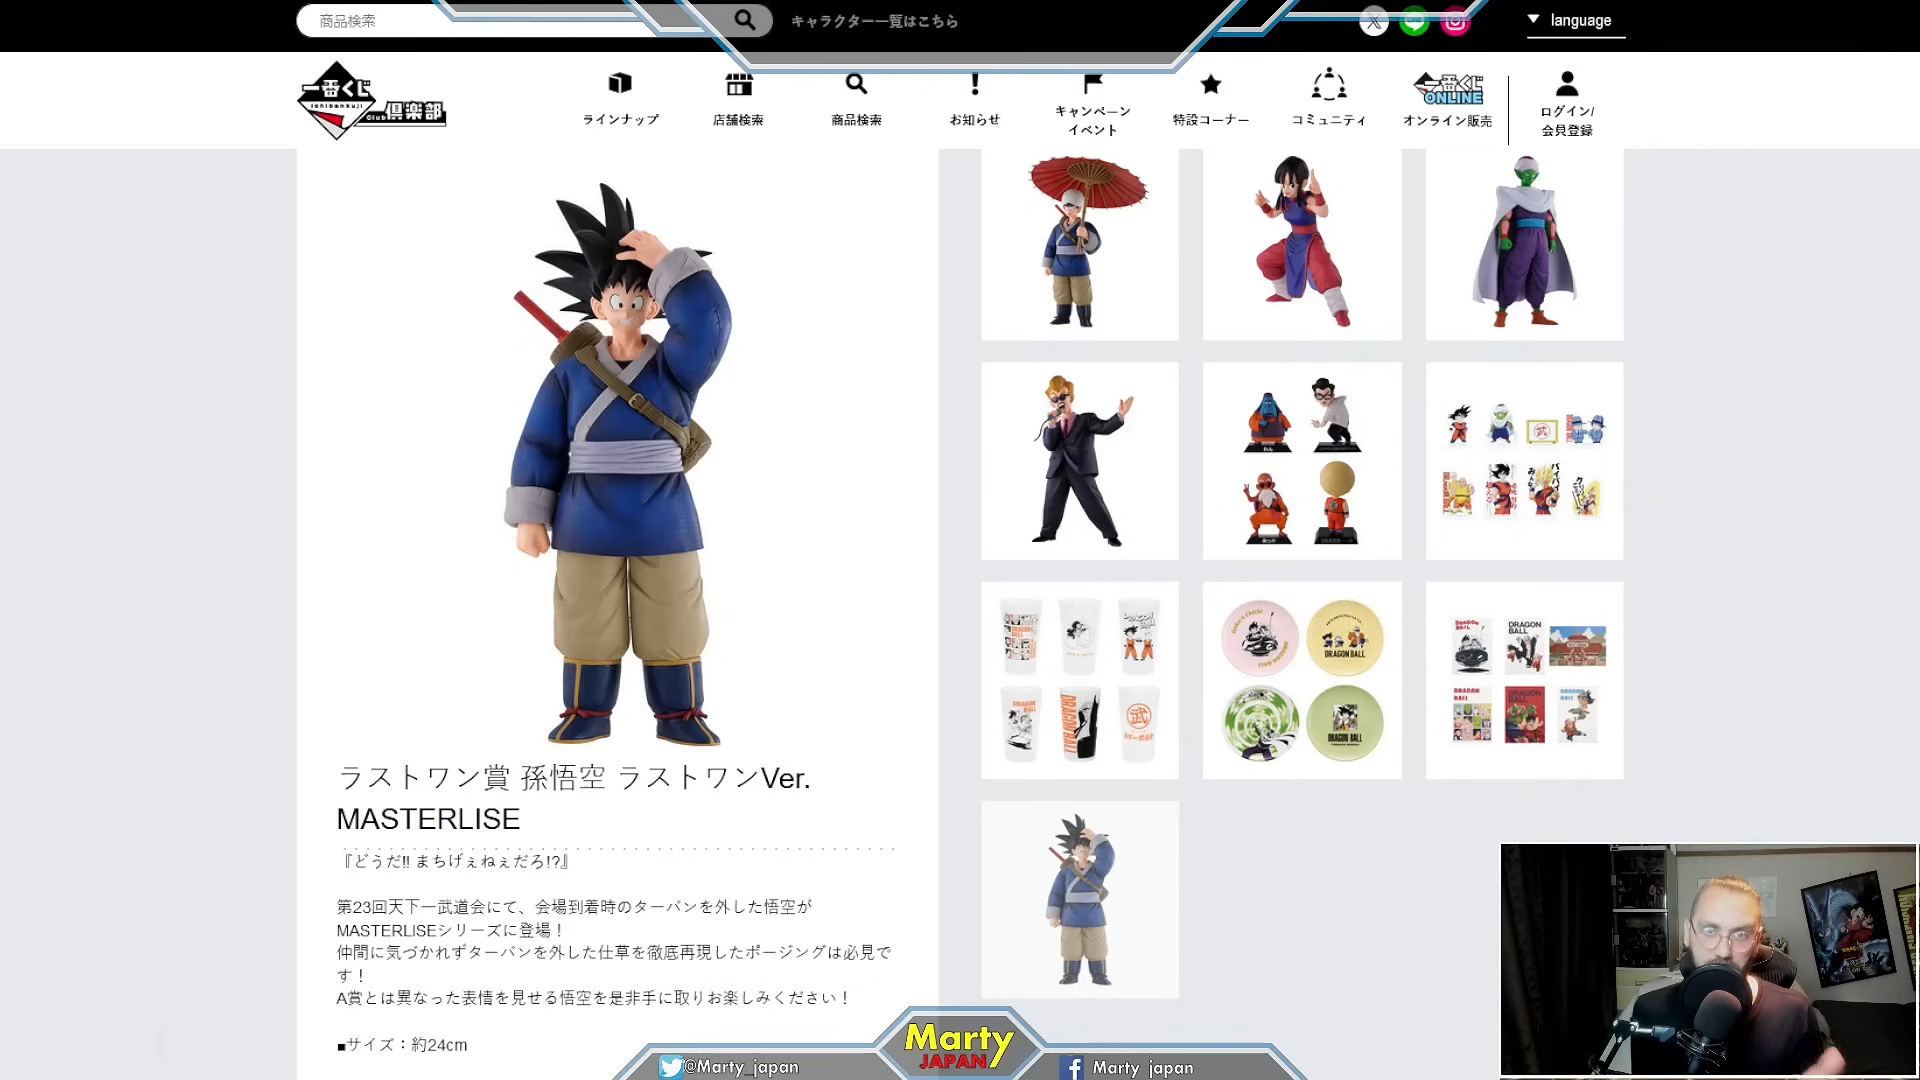 商品検索
キャラクター一覧はこちら
language
一番くじ
ichibankuji
Club 倶楽部
ラインナップ
店舗検索
商品検索
お知らせ
キャンペーン
イベント
特設コーナー
コミュニティ
一番くじ
ONLINE
オンライン販売
ログイン/
会員登録
DRAGON BALL
DRAGON BALL
DRAGON
BALL
DRAGON
BALL
武
ラストワン賞 孫悟空 ラストワンVer.
MASTERLISE
『どうだ!! まちげぇねぇだろ!?』
第23回天下一武道会にて、会場到着時のターバンを外した悟空が
MASTERLISEシリーズに登場！
仲間に気づかれずターバンを外した仕草を徹底再現したポージングは必見で
す！
A賞とは異なった表情を見せる悟空を是非手に取りお楽しみください！
■サイズ：約24cm
Marty
JAPAN
@Marty_japan
Marty japan